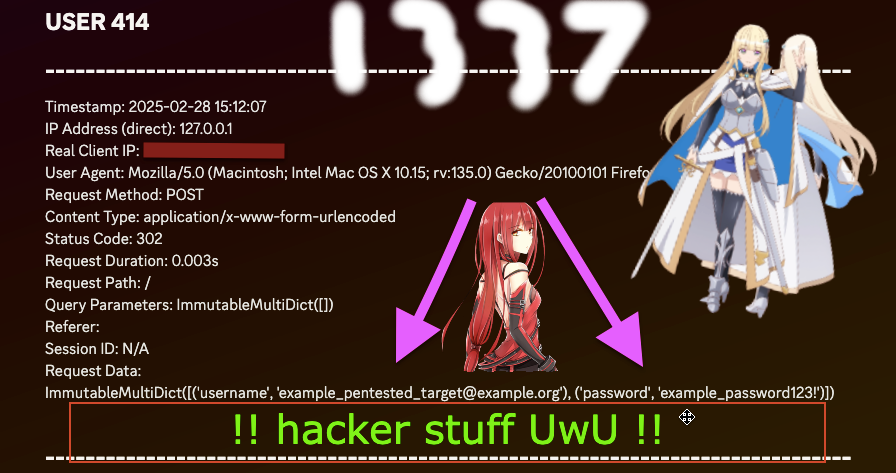 USER 414
1337
Timestamp: 2025-02-28 15:12:07
IP Address (direct): 127.0.0.1
Real Client IP:
User Agent: Mozilla/5.0 (Macintosh; Intel Mac OS X 10.15; rv:135.0) Gecko/20100101 Firefo
Request Method: POST
Content Type: application/x-www-form-urlencoded
Status Code: 302
Request Duration: 0.003s
Request Path: /
Query Parameters: ImmutableMultiDict([])
Referer:
Session ID: N/A
Request Data:
ImmutableMultiDict([('username', 'example_pentested_target@example.org'), ('password', 'example_password123!')])
!! hacker stuff UwU !!